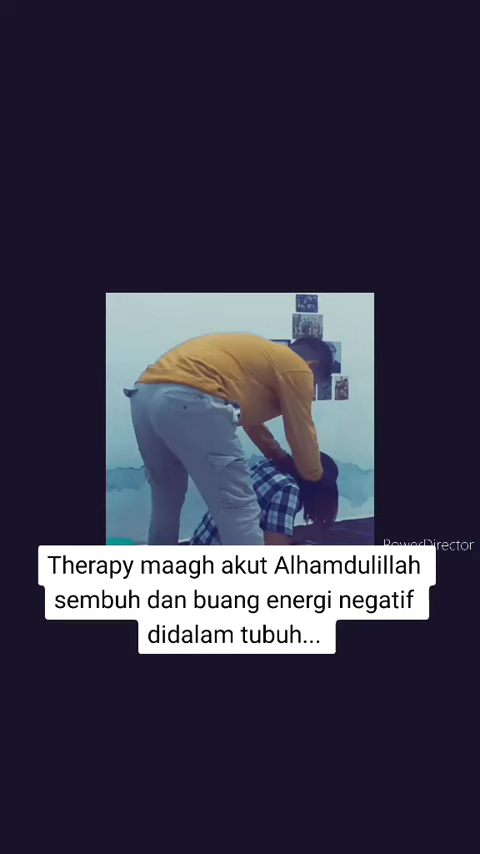 PowerDirector
Therapy maagh akut Alhamdulillah
sembuh dan buang energi negatif
didalam tubuh...